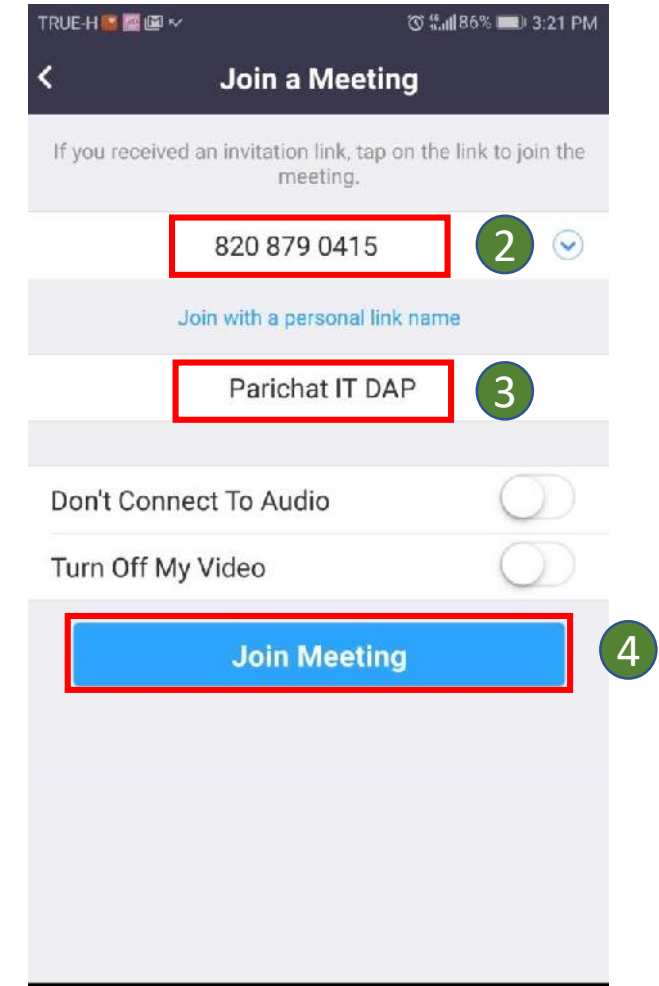 TRUE-H 86% 3:21 PM
Join a Meeting
If you received an invitation link, tap on the link to join the
meeting.
820 879 0415 2
Join with a personal link name
Parichat IT DAP 3
Don't Connect To Audio
Turn Off My Video
Join Meeting 4